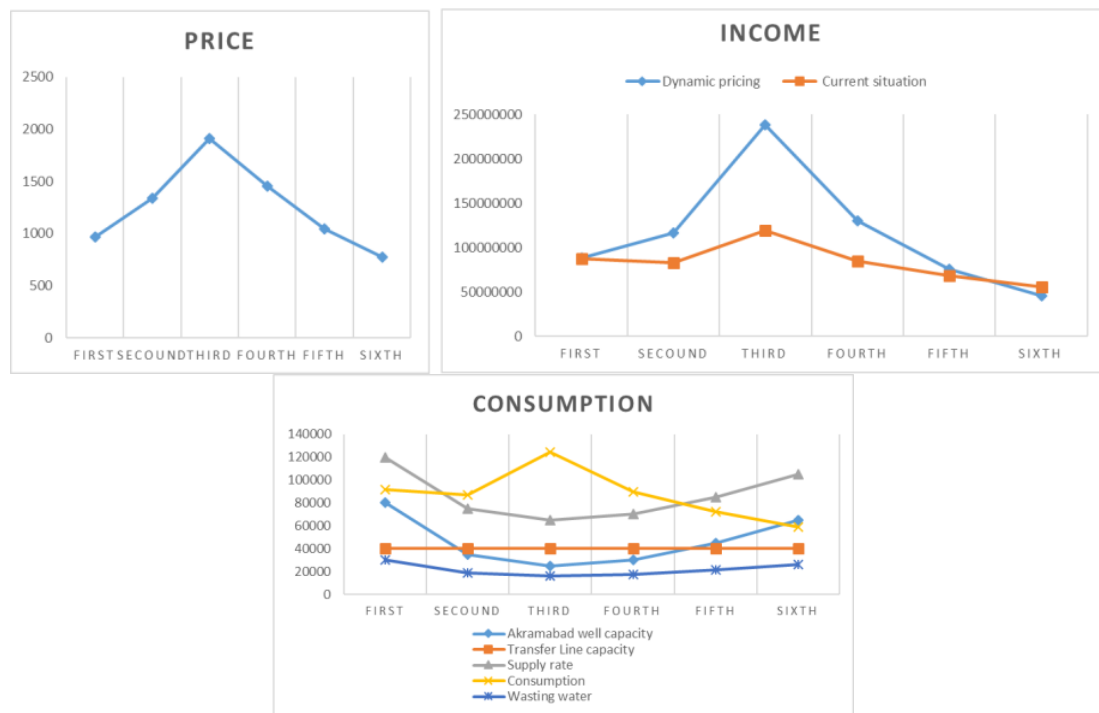 PRICE
2500
2000
1500
1000
500
0
FIRST SECOUND THIRD FOURTH FIFTH SIXTH
INCOME
Dynamic pricing Current situation
250000000
200000000
150000000
100000000
50000000
0
FIRST SECOUND THIRD FOURTH FIFTH SIXTH
CONSUMPTION
140000
120000
100000
80000
60000
40000
20000
0
FIRST SECOUND THIRD FOURTH FIFTH SIXTH
Akramabad well capacity
Transfer Line capacity
Supply rate
Consumption
Wasting water